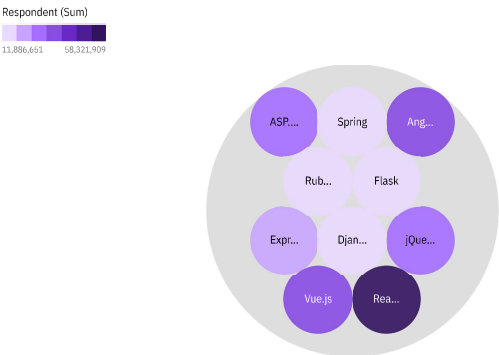 Respondent (Sum)
11,886,651 58,321,909
ASP.... Spring Ang...
Rub... Flask
Expr... Djan... jQue...
Vue.js Rea...